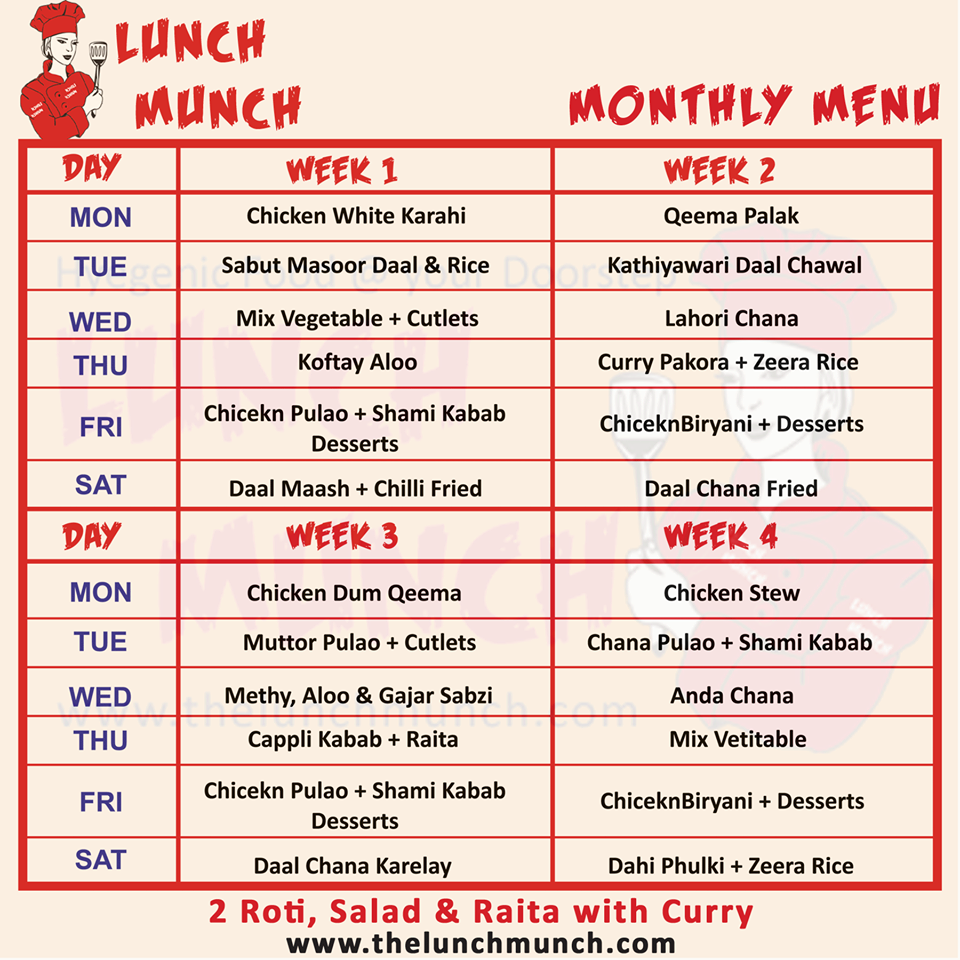 LUNCH
MUNCH
MONTHLY MENU
DAY WEEK 1 WEEK 2
MON Chicken White Karahi Qeema Palak
TUE Sabut Masoor Daal & Rice Kathiyawari Daal Chawal
Hyegenic Food @ your Doorstep
WED Mix Vegetable + Cutlets Lahori Chana
LUNCH
THU Koftay Aloo Curry Pakora + Zeera Rice
FRI Chicekn Pulao + Shami Kabab
Desserts ChiceknBiryani + Desserts
SAT Daal Maash + Chilli Fried Daal Chana Fried
DAY WEEK 3 WEEK 4
MUNCH
MON Chicken Dum Qeema Chicken Stew
TUE Muttor Pulao + Cutlets Chana Pulao + Shami Kabab
WED Methy, Aloo & Gajar Sabzi Anda Chana
www.thelunchmunch.com
THU Cappli Kabab + Raita Mix Vetitable
FRI Chicekn Pulao + Shami Kabab
Desserts ChiceknBiryani + Desserts
SAT Daal Chana Karelay Dahi Phulki + Zeera Rice
2 Roti, Salad & Raita with Curry
www.thelunchmunch.com